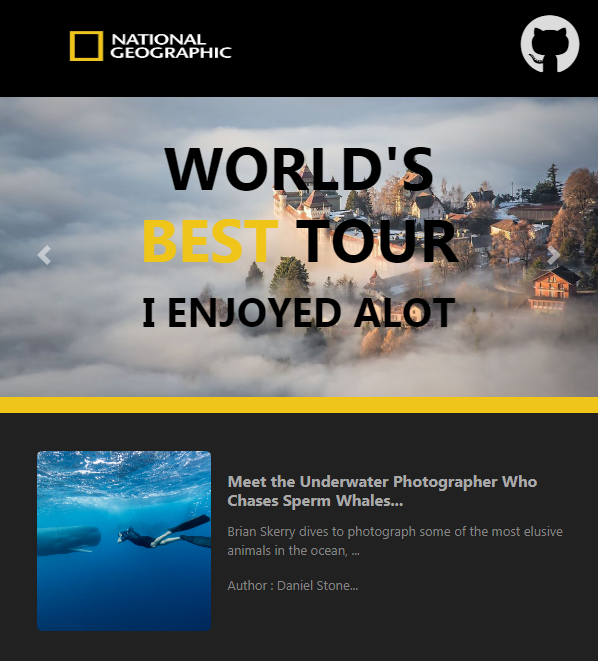 NATIONAL
GEOGRAPHIC
WORLD'S
BEST TOUR
I ENJOYED ALOT
Meet the Underwater Photographer Who
Chases Sperm Whales...
Brian Skerry dives to photograph some of the most elusive
animals in the ocean, ...
Author : Daniel Stone...